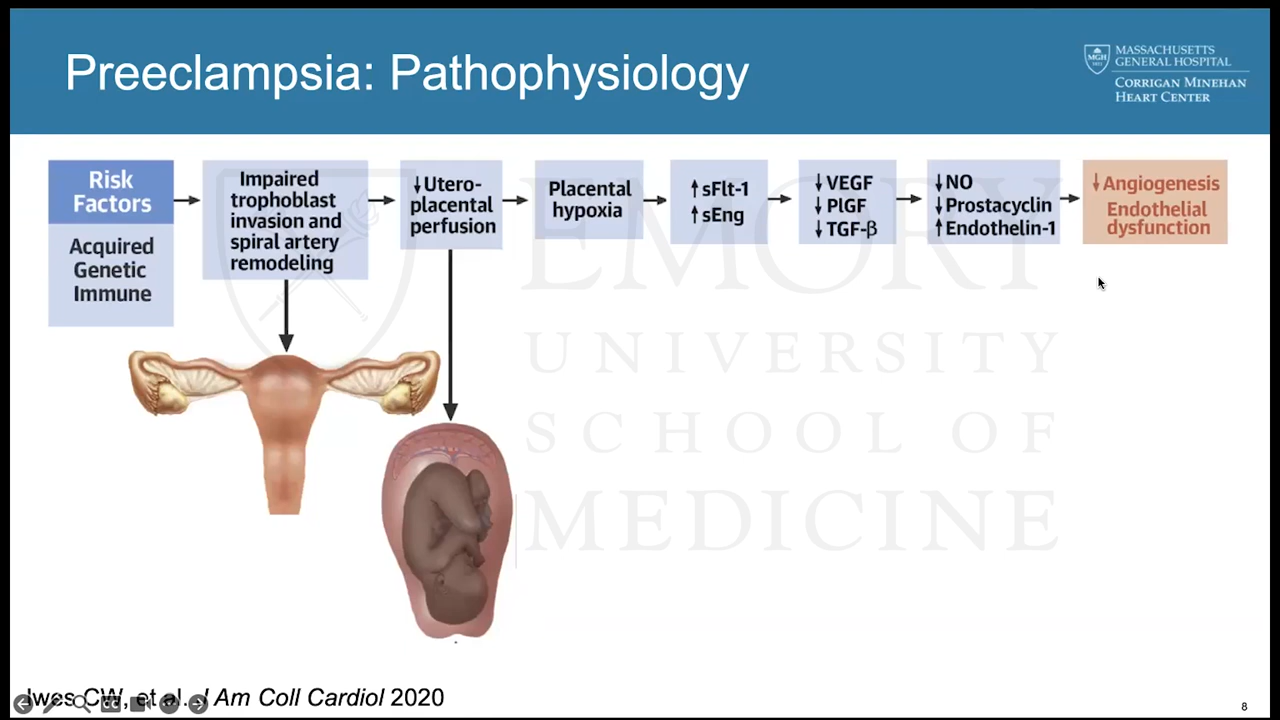 Preeclampsia: Pathophysiology
MASSACHUSETTS
GENERAL HOSPITAL
CORRIGAN MINEHAN
HEART CENTER
MGH
1811
Risk
Factors
Acquired
Genetic
Immune
Impaired
trophoblast
invasion and
spiral artery
remodeling
↓Utero-
placental
perfusion
Placental
hypoxia
↑ sFlt-1
↑ sEng
↓ VEGF
↓ PlGF
↓ TGF-β
↓ NO
↓ Prostacyclin
↑ Endothelin-1
↓ Angiogenesis
Endothelial
dysfunction
EMORY
UNIVERSITY
SCHOOL OF
MEDICINE
CW, et al. J Am Coll Cardiol 2020
8